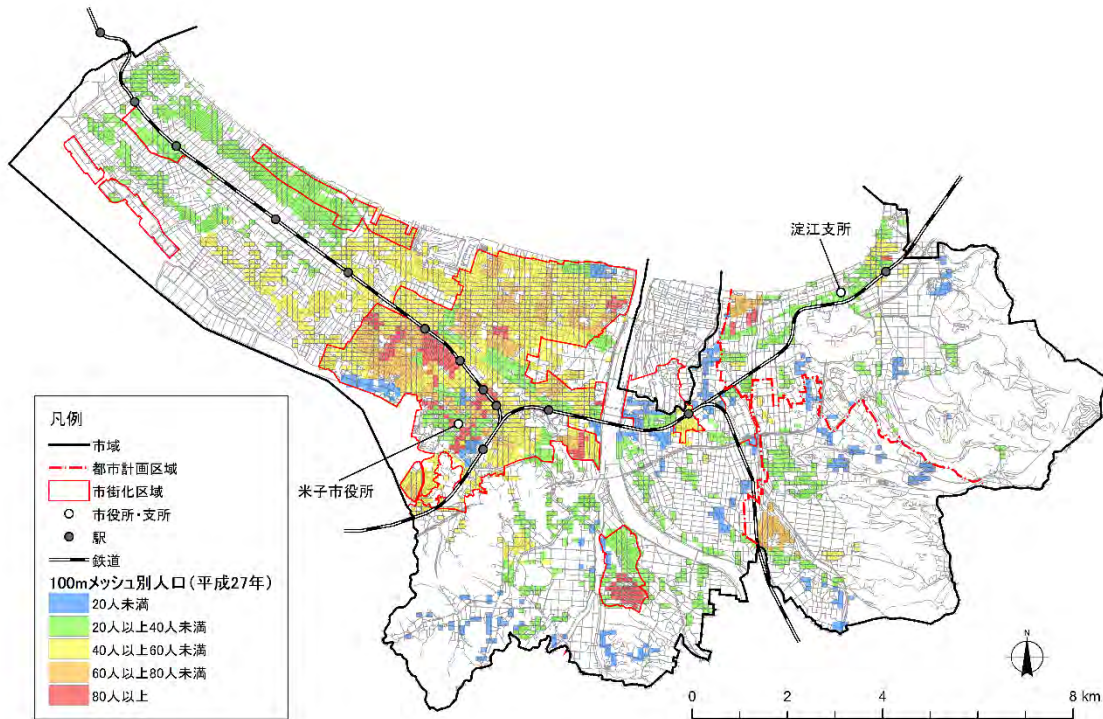 淀江支所
米子市役所
凡例
市域
都市計画区域
市街化区域
市役所・支所
駅
鉄道
100mメッシュ別人口(平成27年)
20人未満
20人以上40人未満
40人以上60人未満
60人以上80人未満
80人以上
N
0 2 4 8 km